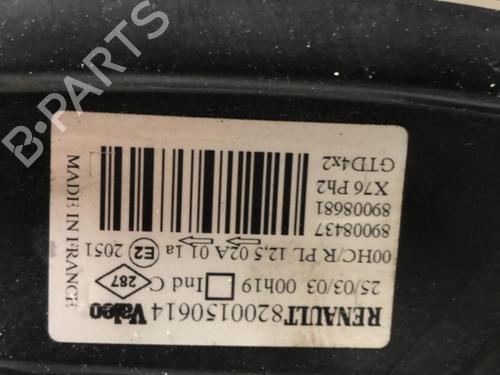 B-PARTS
RENAULT 8200150614 Valeo
25/03/03 00h19 Ind C 287
00HC/R PL 12,5 02A 01 1a E2 2051
89008437
89008681
X76 Ph2
GTD4x2
MADE IN FRANCE